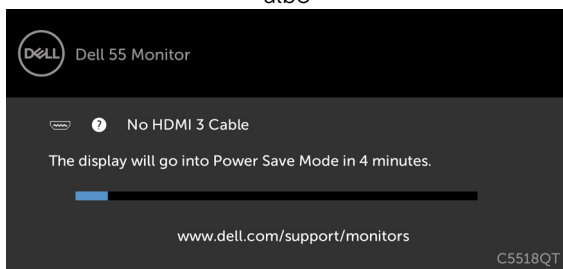 DELL
Dell 55 Monitor
? No HDMI 3 Cable
The display will go into Power Save Mode in 4 minutes.
www.dell.com/support/monitors
C5518QT